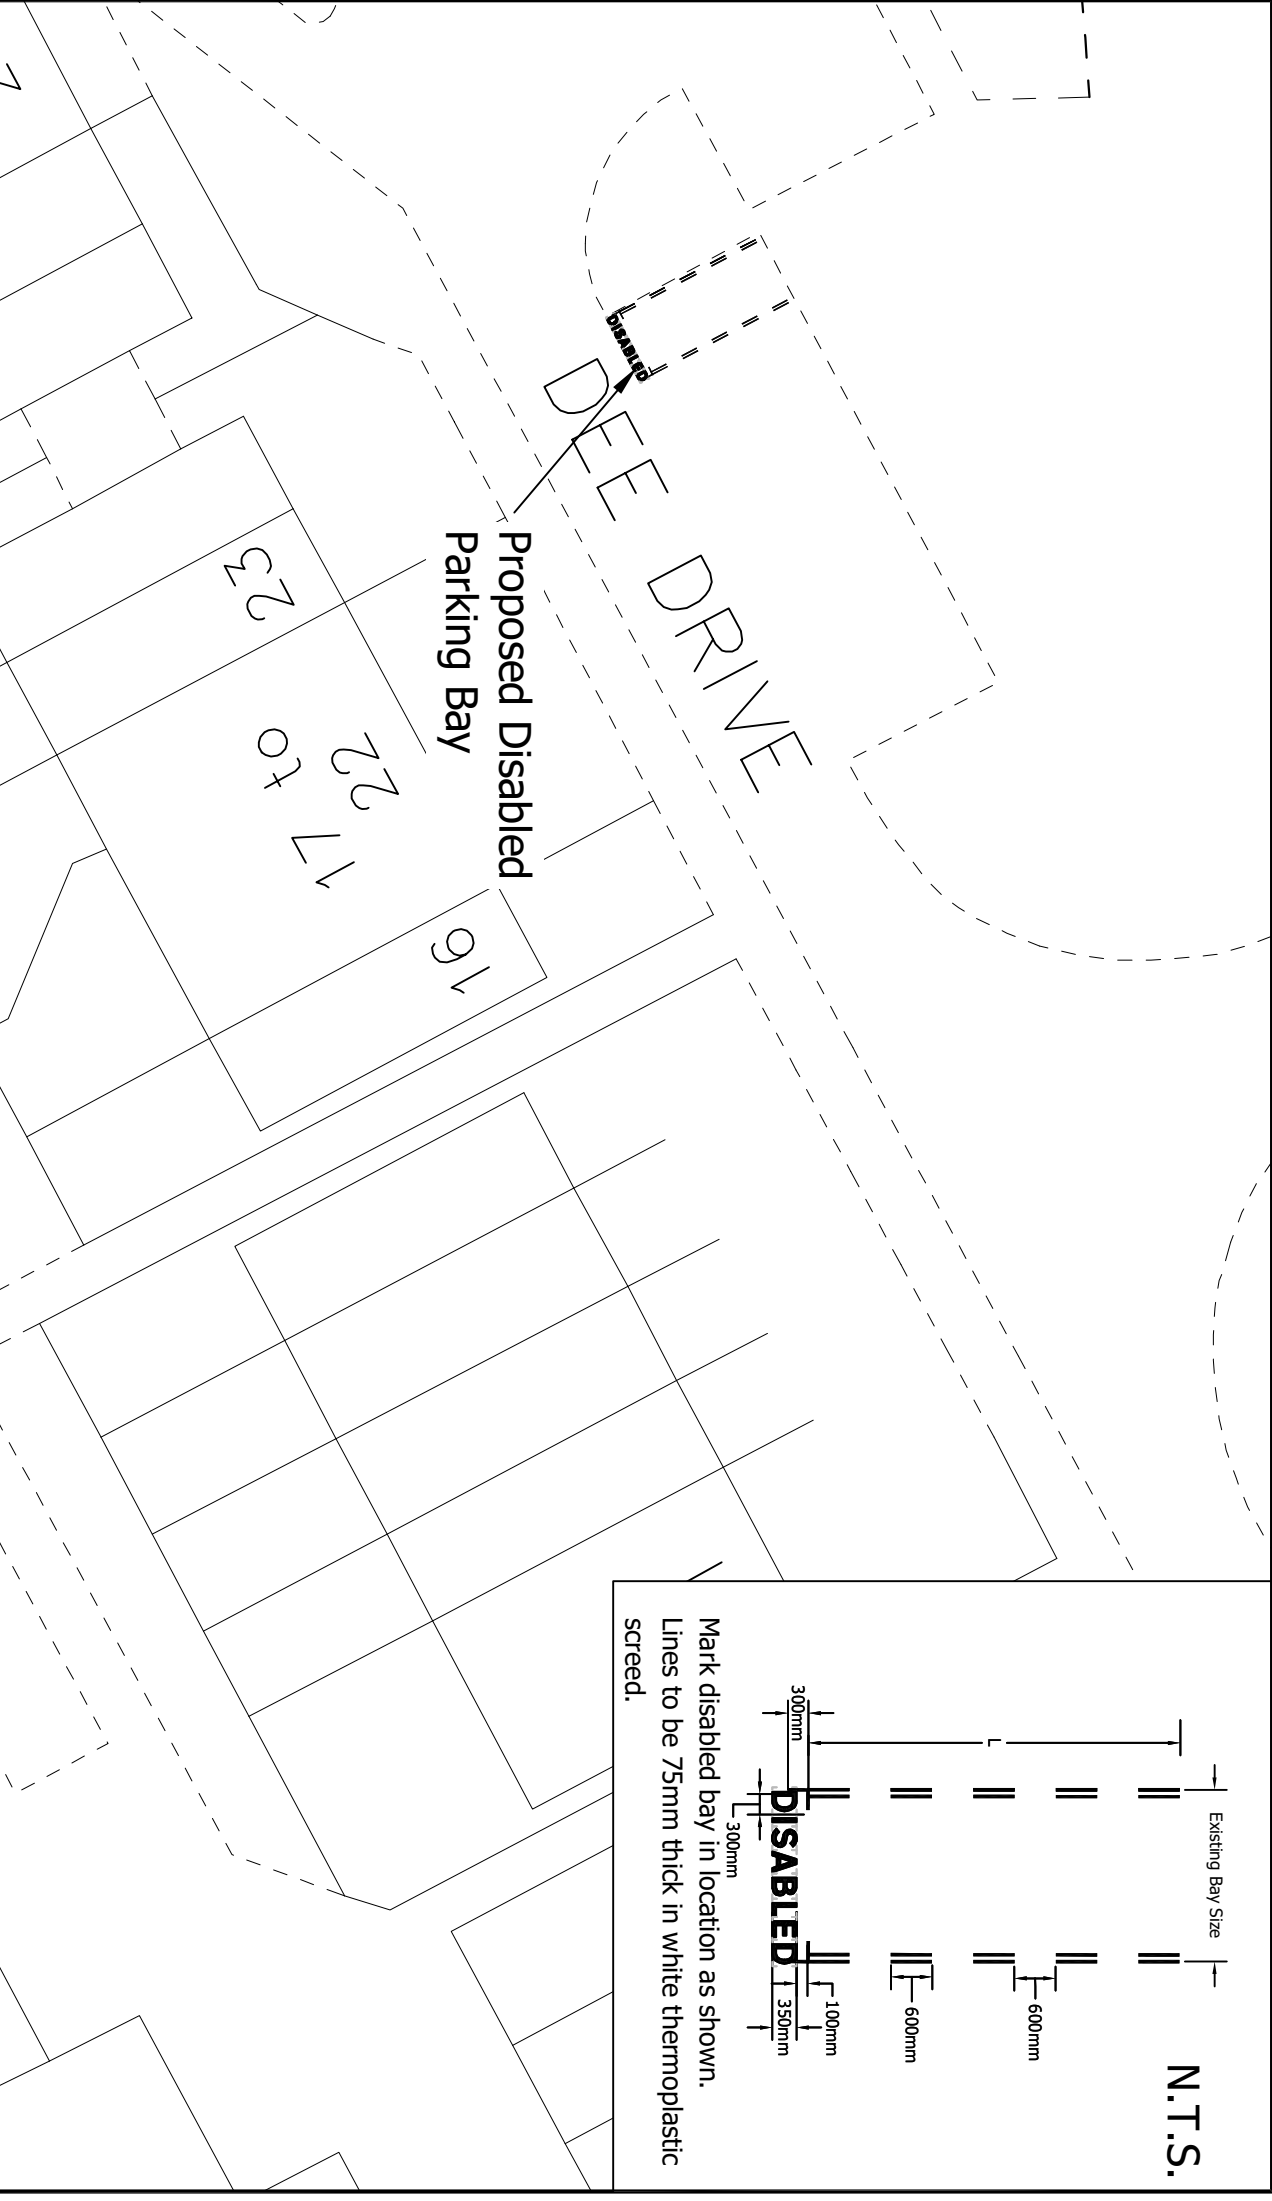 DEE DRIVE
Proposed Disabled
Parking Bay
23
17
to
22
16
N.T.S.
Existing Bay Size
L
600mm
600mm
100mm
350mm
300mm
300mm
DISABLED
Mark disabled bay in location as shown.
Lines to be 75mm thick in white thermoplastic
screed.
DISABLED